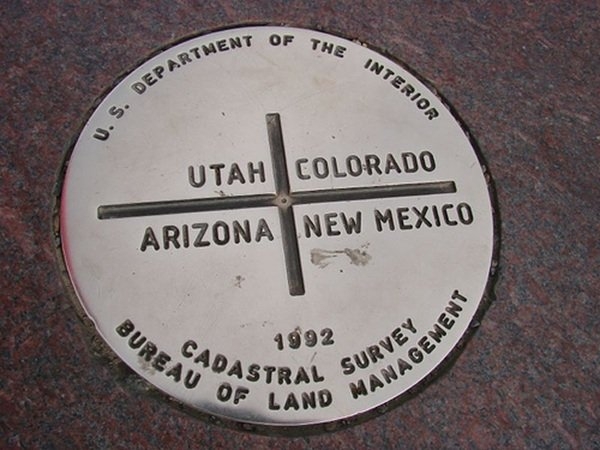 U.S. DEPARTMENT OF THE INTERIOR
UTAH COLORADO
ARIZONA NEW MEXICO
1992
CADASTRAL SURVEY
BUREAU OF LAND MANAGEMENT